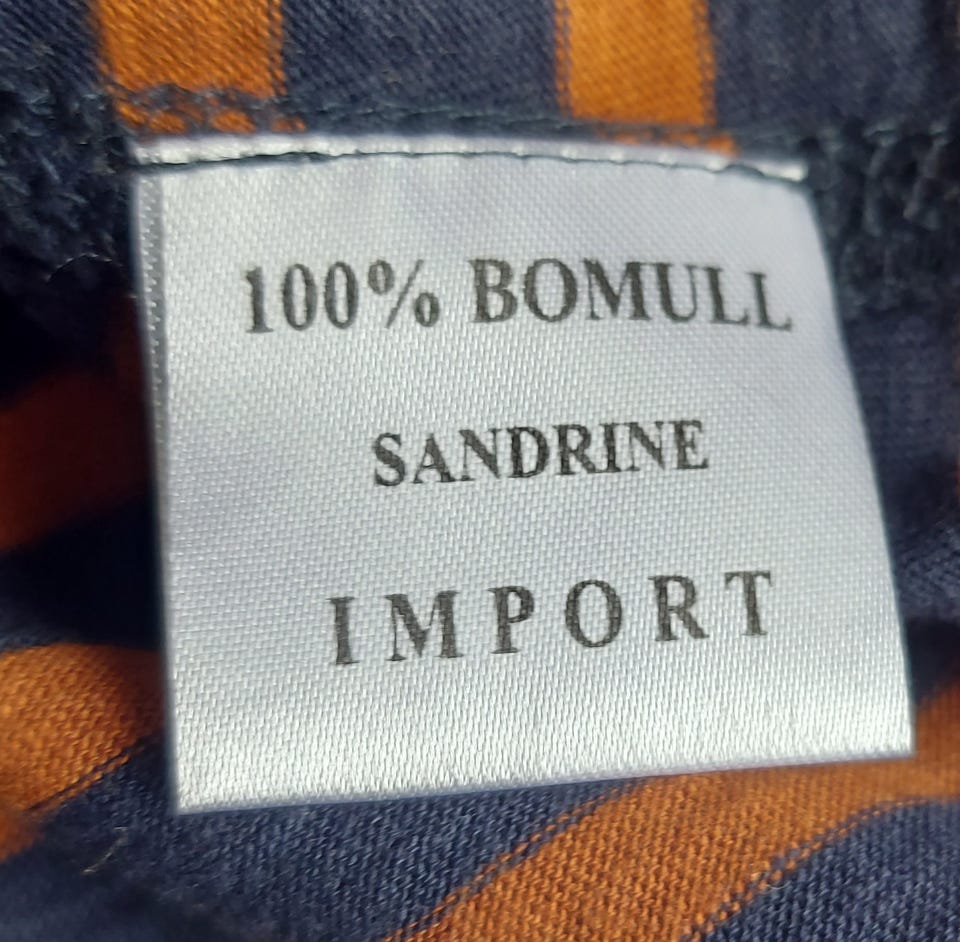 100% BOMULL
SANDRINE
IMPORT